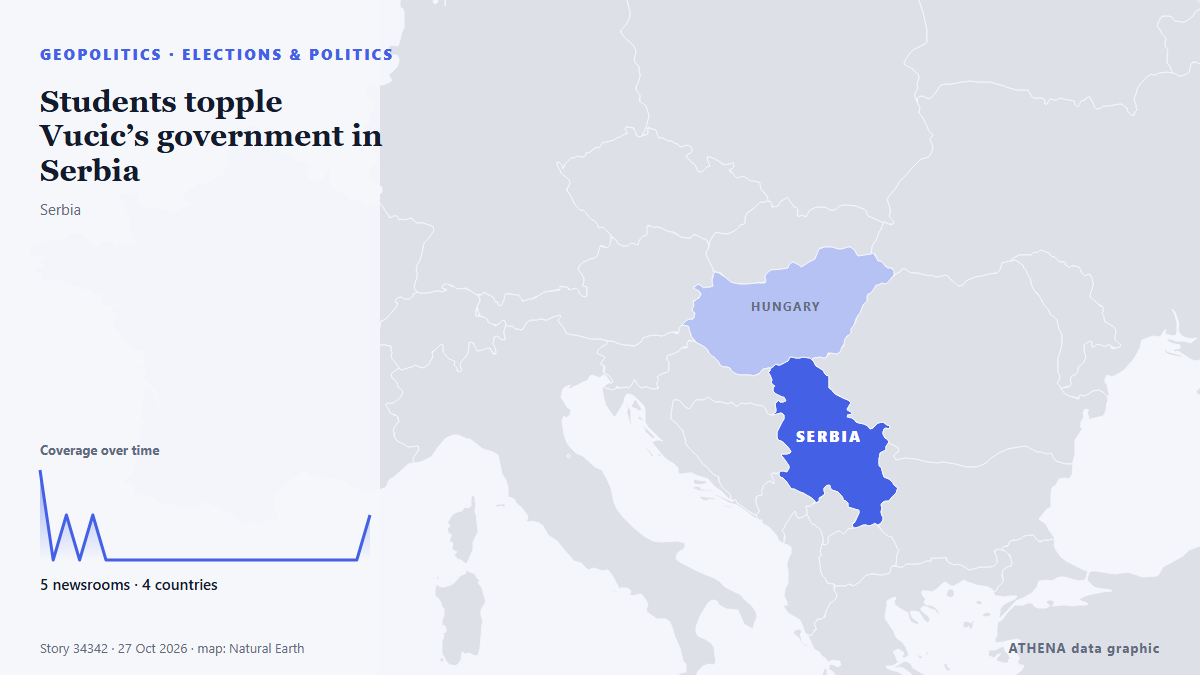 GEOPOLITICS · ELECTIONS & POLITICS
Students topple
Vucic’s government in
Serbia
Serbia
HUNGARY
SERBIA
Coverage over time
5 newsrooms · 4 countries
Story 34342 · 27 Oct 2026 · map: Natural Earth
ATHENA data graphic